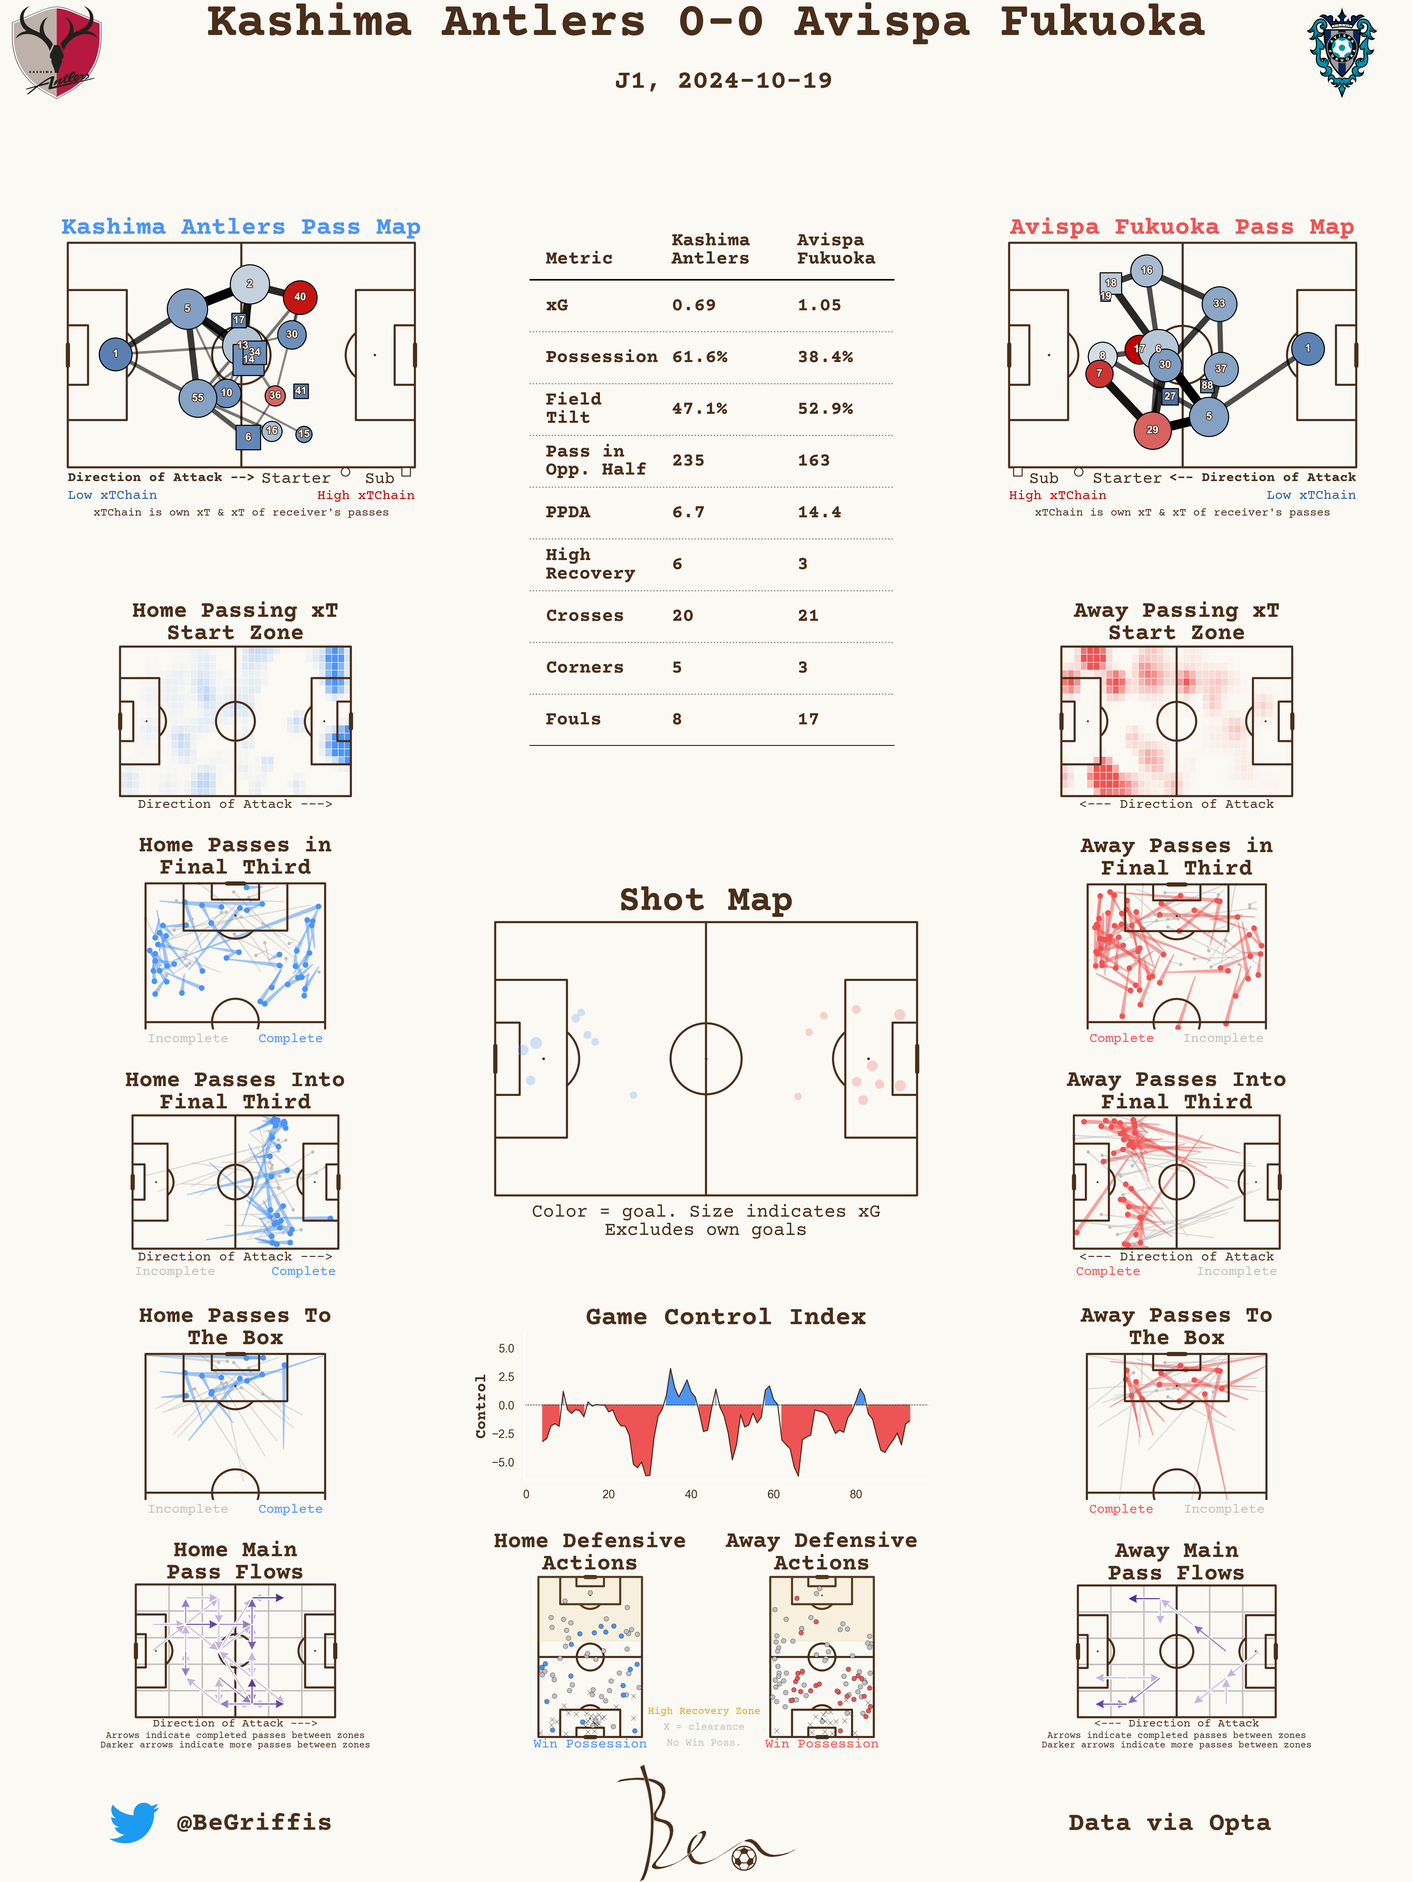 Kashima Antlers 0-0 Avispa Fukuoka
J1, 2024-10-19
KASHIMA
Antlers
Kashima Antlers Pass Map
2
40
5
17
30
13
34
14
1
10
55
36
41
6
16
15
Direction of Attack --> Starter Sub
Low xTChain High xTChain
xTChain is own xT & xT of receiver's passes
Metric Kashima Antlers Avispa Fukuoka
xG 0.69 1.05
Possession 61.6% 38.4%
Field Tilt 47.1% 52.9%
Pass in Opp. Half 235 163
PPDA 6.7 14.4
High Recovery 6 3
Crosses 20 21
Corners 5 3
Fouls 8 17
Avispa Fukuoka Pass Map
16
18
19
33
17
6
8
1
30
7
37
88
27
5
29
Sub Starter <-- Direction of Attack
High xTChain Low xTChain
xTChain is own xT & xT of receiver's passes
Home Passing xT
Start Zone
Direction of Attack --->
Away Passing xT
Start Zone
<--- Direction of Attack
Home Passes in
Final Third
Incomplete Complete
Away Passes in
Final Third
Complete Incomplete
Shot Map
Color = goal. Size indicates xG
Excludes own goals
Home Passes Into
Final Third
Direction of Attack --->
Incomplete Complete
Away Passes Into
Final Third
<--- Direction of Attack
Complete Incomplete
Home Passes To
The Box
Incomplete Complete
Game Control Index
Control
5.0
2.5
0.0
−2.5
−5.0
0 20 40 60 80
Away Passes To
The Box
Complete Incomplete
Home Main
Pass Flows
Direction of Attack --->
Arrows indicate completed passes between zones
Darker arrows indicate more passes between zones
Home Defensive
Actions
Win Possession
High Recovery Zone
X = clearance
No Win Poss.
Away Defensive
Actions
Win Possession
Away Main
Pass Flows
<--- Direction of Attack
Arrows indicate completed passes between zones
Darker arrows indicate more passes between zones
@BeGriffis
Ben
Data via Opta